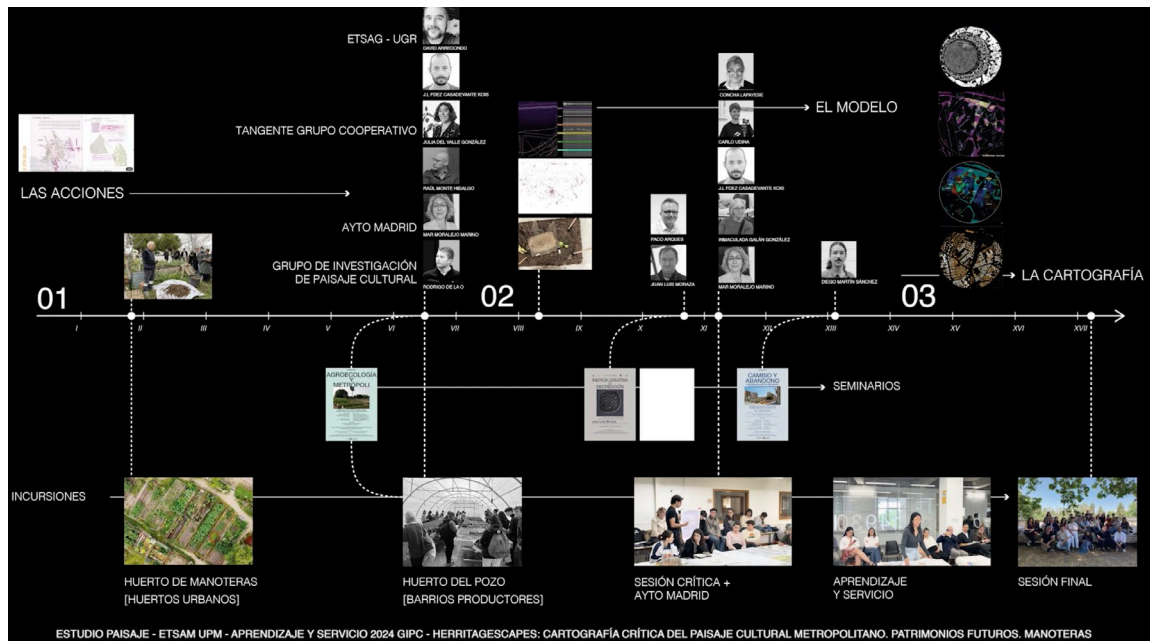 ETSAG - UGR
DAVID ARREDONDO
J.L FDEZ CASADEVANTE KOIS
CONCHA LAPAYESE
EL MODELO
TANGENTE GRUPO COOPERATIVO
JULIA DEL VALLE GONZÁLEZ
CARLO UDINA
LAS ACCIONES
RAÚL MONTE HIDALGO
J.L FDEZ CASADEVANTE KOIS
AYTO MADRID
MAR MORALEJO MARINO
PACO ARQUES
INMACULADA GALÁN GONZÁLEZ
GRUPO DE INVESTIGACIÓN
DE PAISAJE CULTURAL
RODRIGO DE LA O
JUAN LUIS MORAZA
MAR MORALEJO MARINO
DIEGO MARTÍN SÁNCHEZ
LA CARTOGRAFÍA
01
02
03
I II III IV V VI VII VIII IX X XI XII XIII XIV XV XVI XVII
AGROECOLOGÍA
Y
METRÓPOLI
CAMBIO Y
ABANDONO
SEMINARIOS
INCURSIONES
HUERTO DE MANOTERAS
[HUERTOS URBANOS]
HUERTO DEL POZO
[BARRIOS PRODUCTORES]
SESIÓN CRÍTICA +
AYTO MADRID
APRENDIZAJE
Y SERVICIO
SESIÓN FINAL
ESTUDIO PAISAJE - ETSAM UPM - APRENDIZAJE Y SERVICIO 2024 GIPC - HERRITAGESCAPES: CARTOGRAFÍA CRÍTICA DEL PAISAJE CULTURAL METROPOLITANO. PATRIMONIOS FUTUROS. MANOTERAS